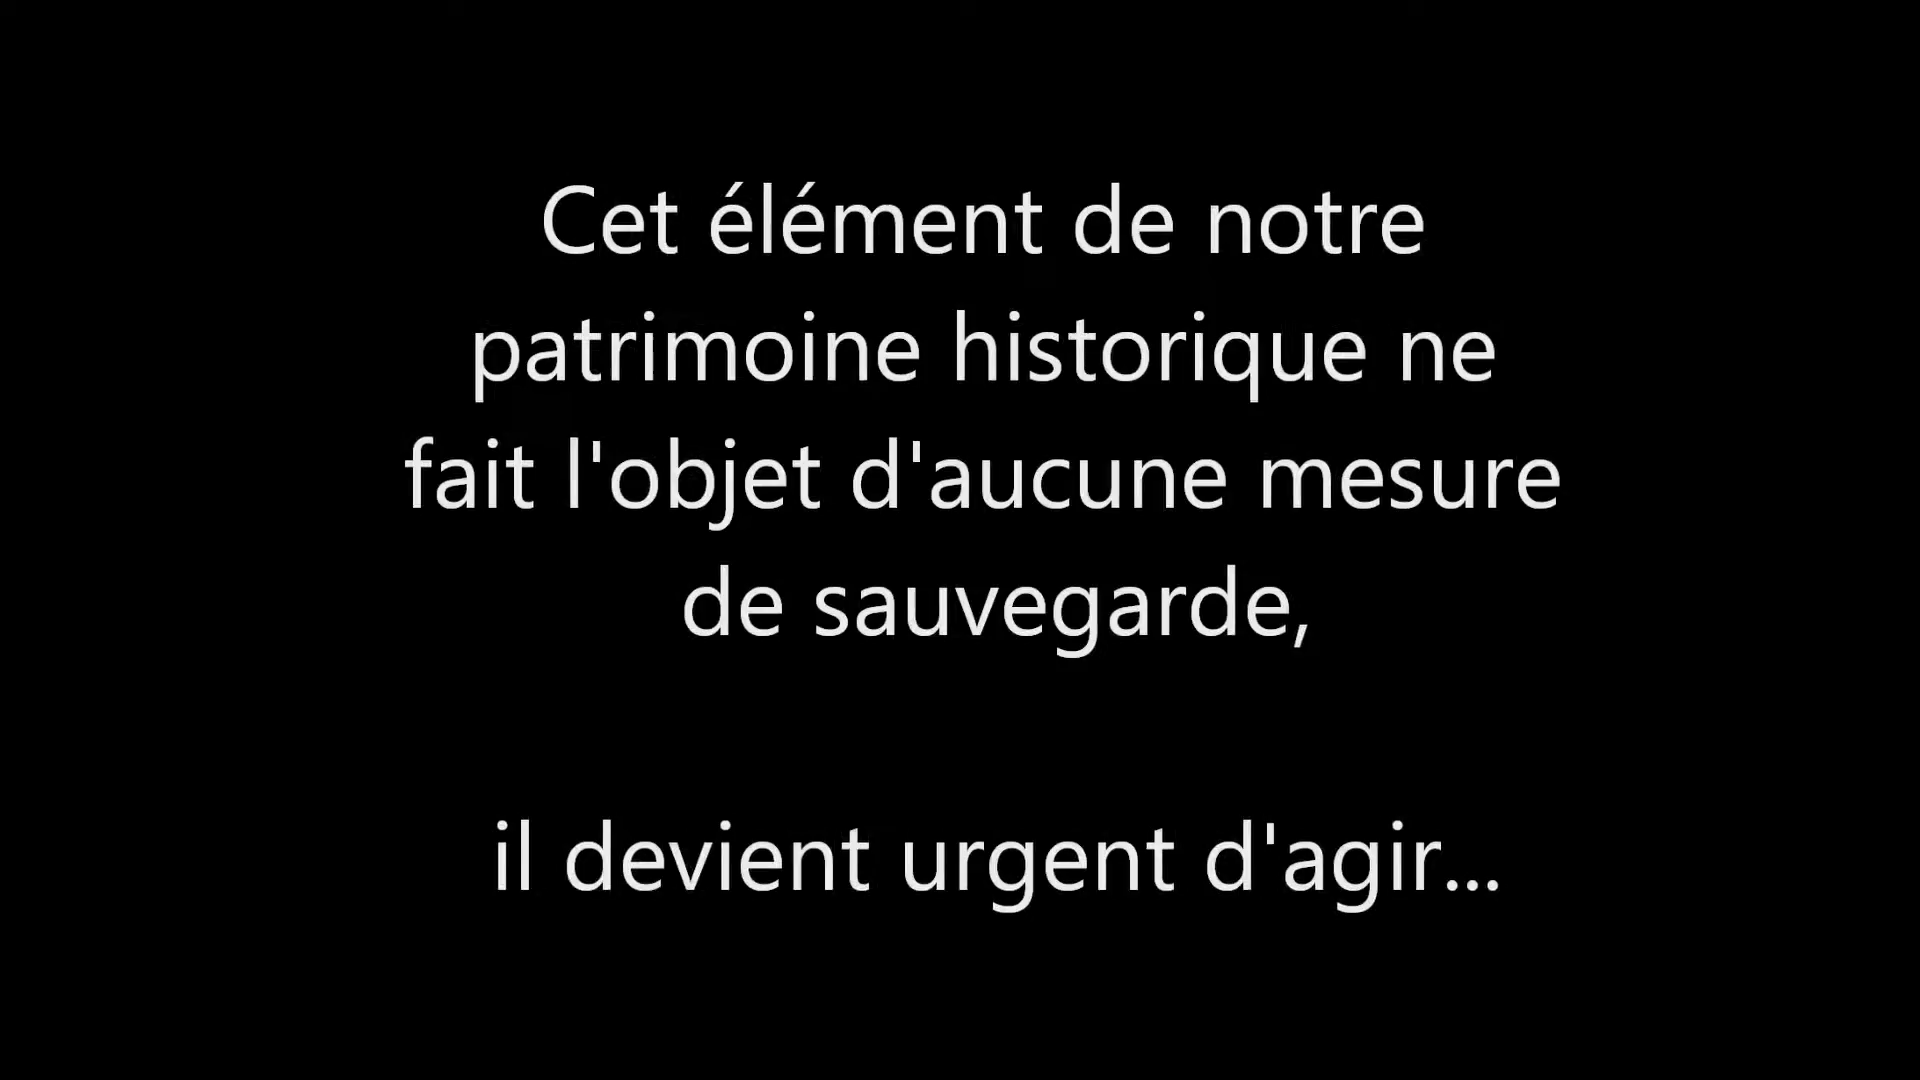 Cet élément de notre
patrimoine historique ne
fait l'objet d'aucune mesure
de sauvegarde,
il devient urgent d'agir...